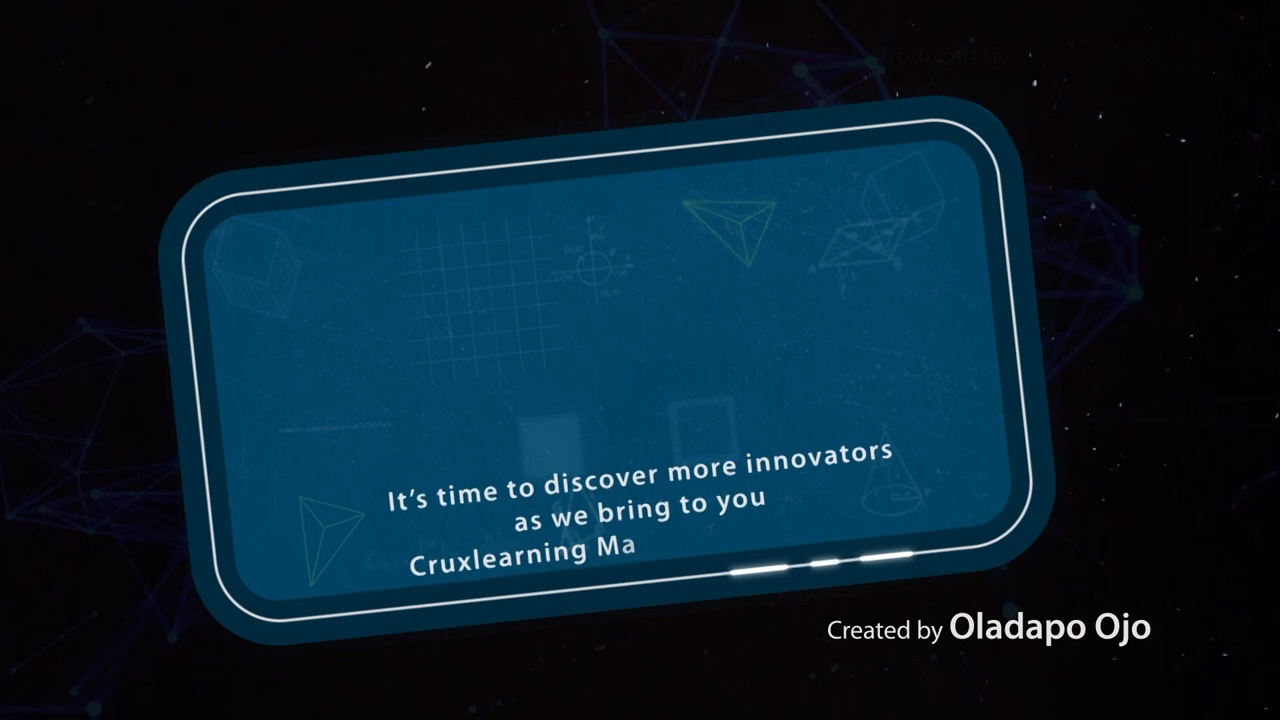 It’s time to discover more innovators
as we bring to you
Cruxlearning Ma
Created by Oladapo Ojo